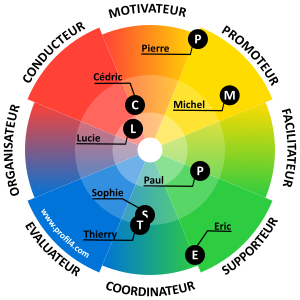 MOTIVATEUR
CONDUCTEUR
PROMOTEUR
Pierre
P
Cédric
C
Michel
M
ORGANISATEUR
FACILITATEUR
Lucie
L
Paul
P
Sophie
S
Thierry
T
Eric
E
www.profil4.com
EVALUATEUR
SUPPORTEUR
COORDINATEUR